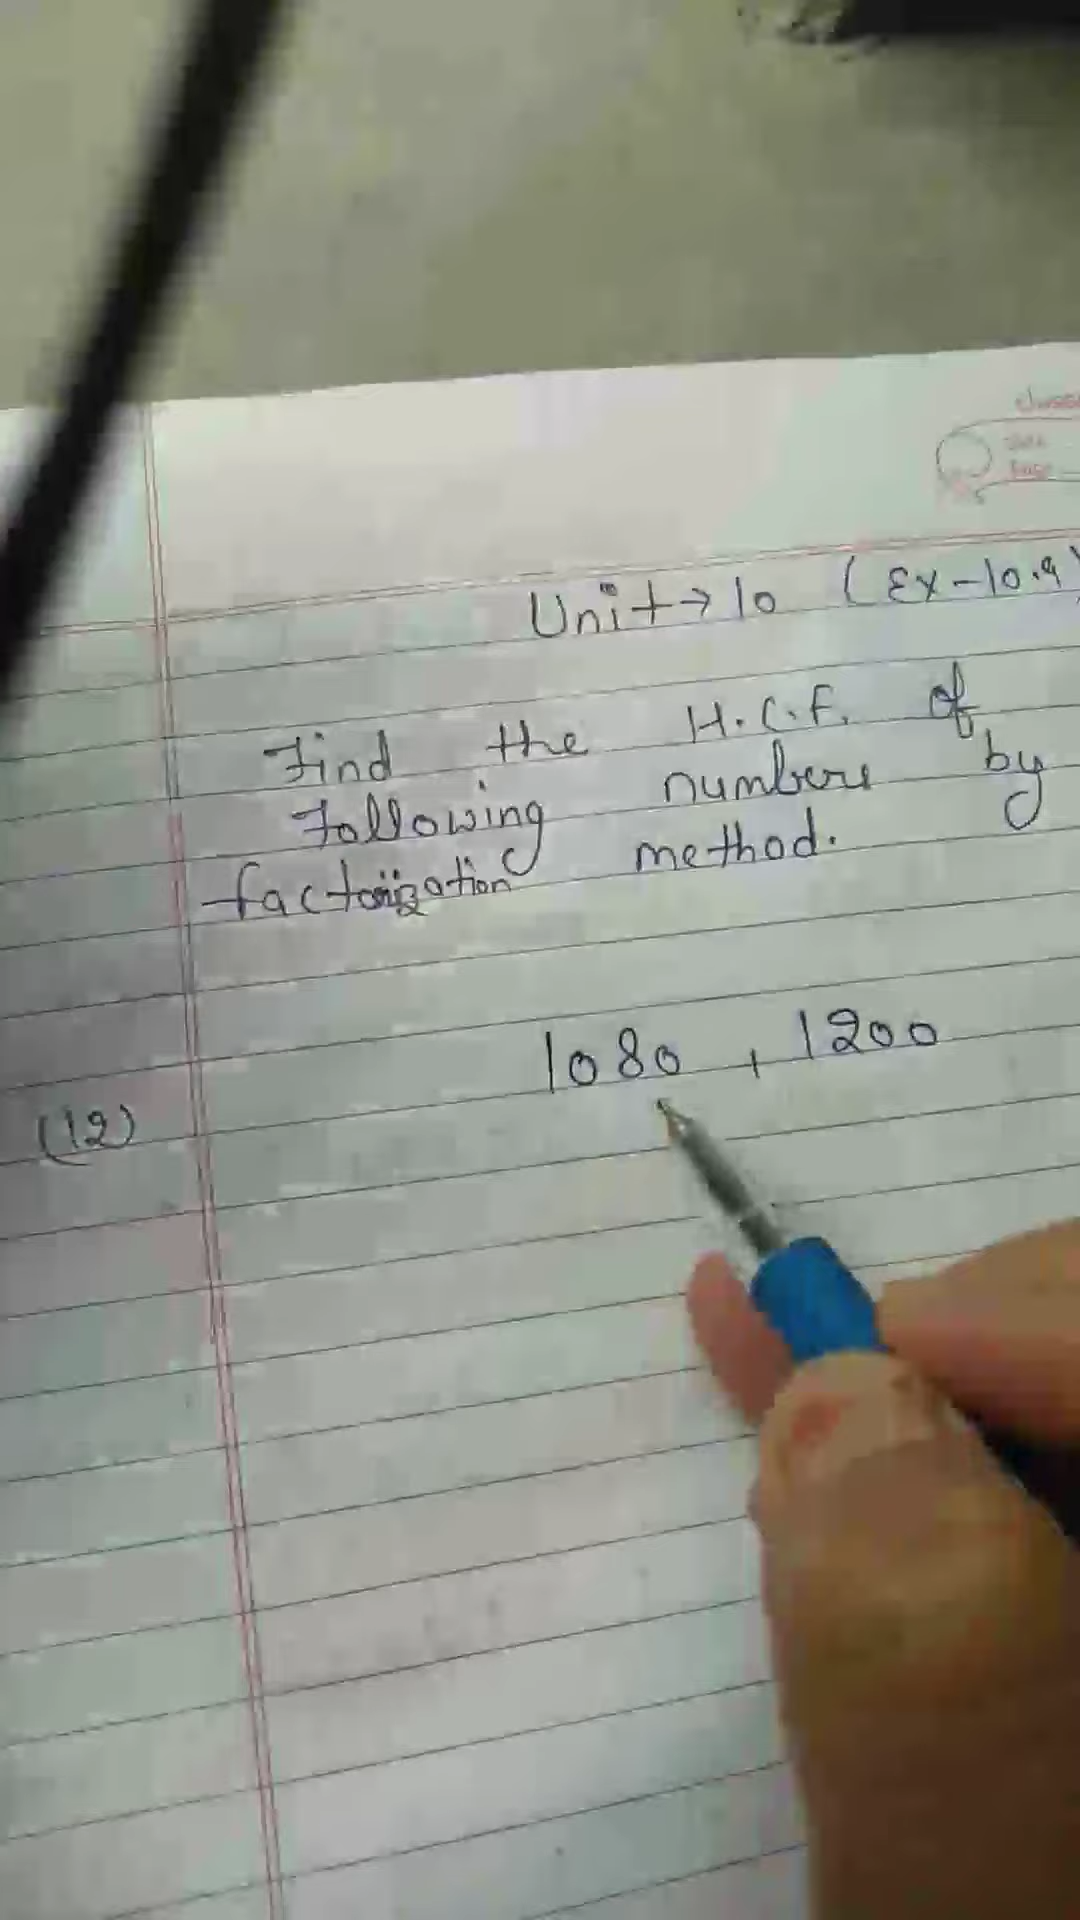 Unit → 10 (Ex-10.9)
Find the H.C.F. of
following numbers by
factorization method.
1080, 1200
(12)